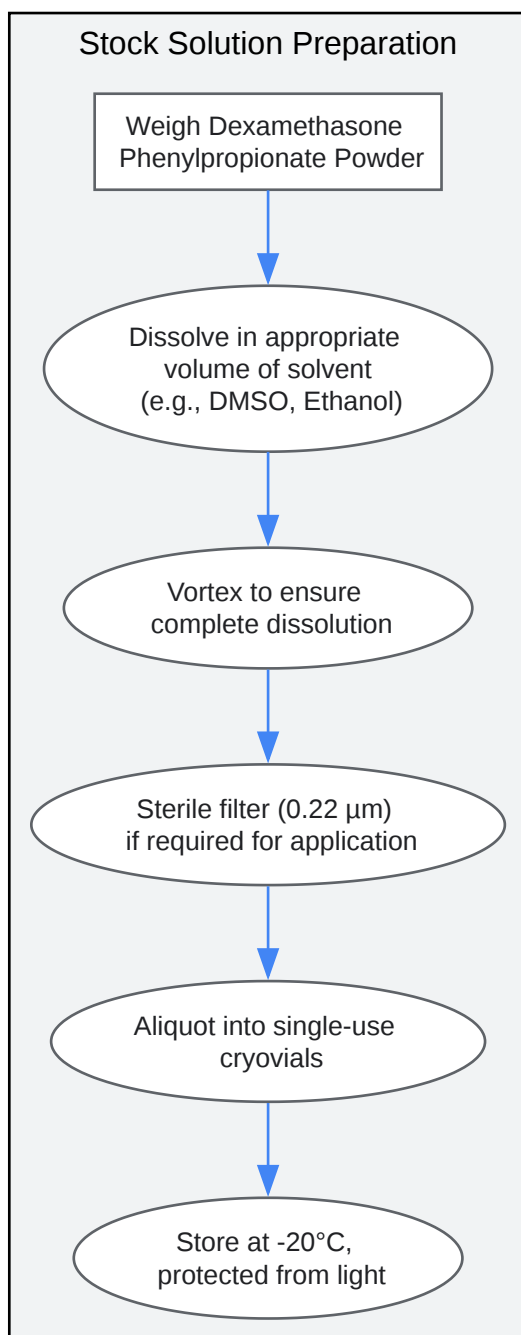 Stock Solution Preparation
Weigh Dexamethasone
Phenylpropionate Powder
Dissolve in appropriate
volume of solvent
(e.g., DMSO, Ethanol)
Vortex to ensure
complete dissolution
Sterile filter (0.22 µm)
if required for application
Aliquot into single-use
cryovials
Store at -20°C,
protected from light